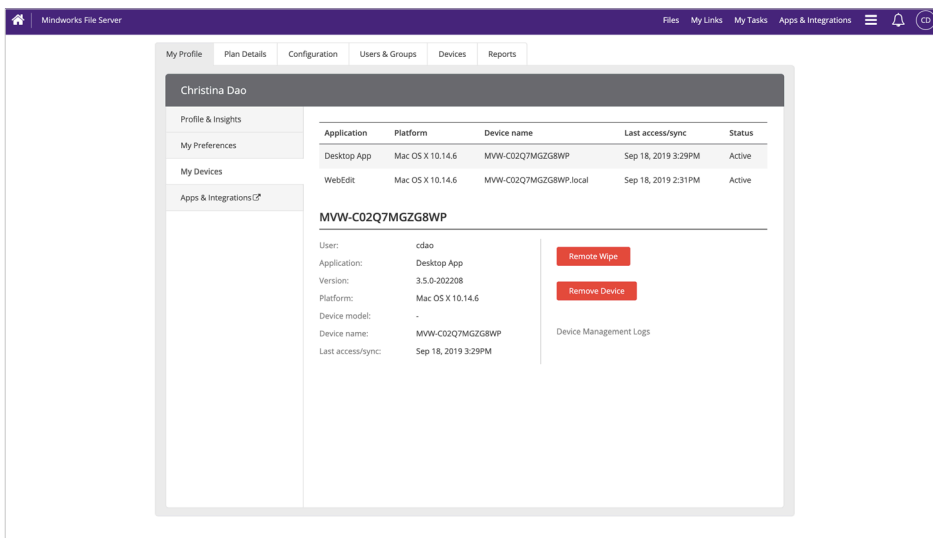 Mindworks File Server Files My Links My Tasks Apps & Integrations CD
My Profile Plan Details Configuration Users & Groups Devices Reports
Christina Dao
Profile & Insights
My Preferences
My Devices
Apps & Integrations
Application Platform Device name Last access/sync Status
Desktop App Mac OS X 10.14.6 MVW-C02Q7MGZG8WP Sep 18, 2019 3:29PM Active
WebEdit Mac OS X 10.14.6 MVW-C02Q7MGZG8WP.local Sep 18, 2019 2:31PM Active
MVW-C02Q7MGZG8WP
User: cdao
Application: Desktop App
Version: 3.5.0-202208
Platform: Mac OS X 10.14.6
Device model: -
Device name: MVW-C02Q7MGZG8WP
Last access/sync: Sep 18, 2019 3:29PM
Remote Wipe
Remove Device
Device Management Logs